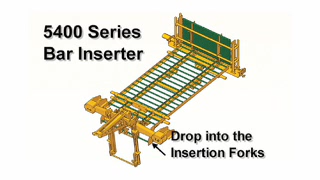 5400 Series
Bar Inserter
Drop into the
Insertion Forks